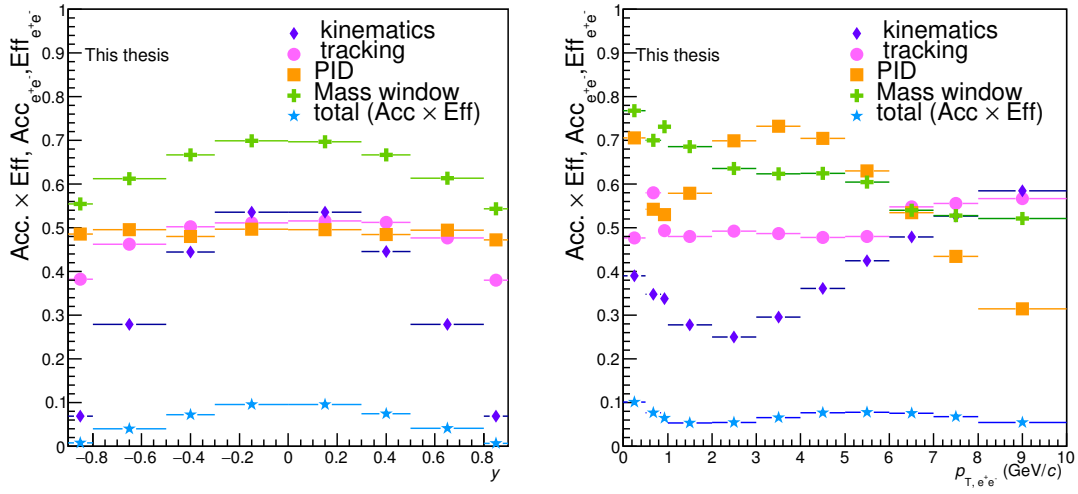 Acc. × Eff, Acc_{e⁺e⁻}, Eff_{e⁺e⁻}
1
0.9
0.8
0.7
0.6
0.5
0.4
0.3
0.2
0.1
0
This thesis
kinematics
tracking
PID
Mass window
total (Acc × Eff)
−0.8 −0.6 −0.4 −0.2 0 0.2 0.4 0.6 0.8
y
Acc. × Eff, Acc_{e⁺e⁻}, Eff_{e⁺e⁻}
1
0.9
0.8
0.7
0.6
0.5
0.4
0.3
0.2
0.1
0
This thesis
kinematics
tracking
PID
Mass window
total (Acc × Eff)
0 1 2 3 4 5 6 7 8 9 10
p_{T, e⁺e⁻} (GeV/c)